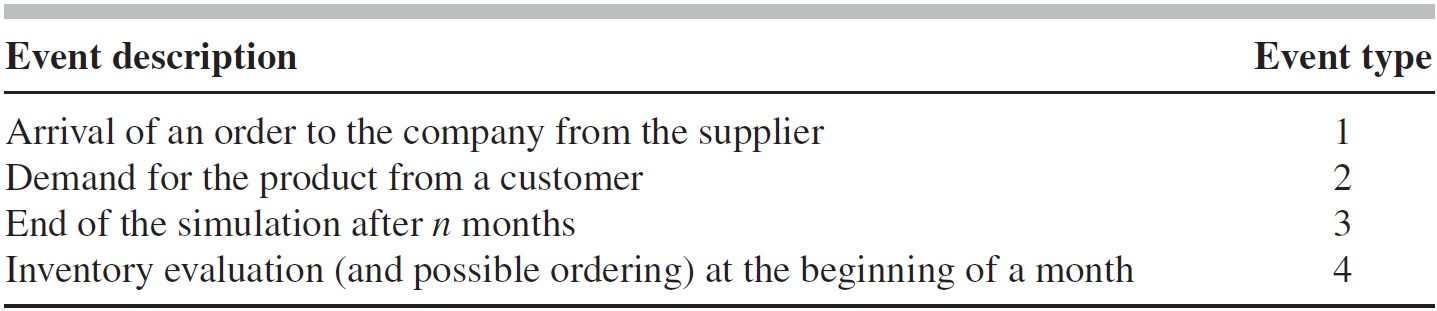 Event description Event type
Arrival of an order to the company from the supplier 1
Demand for the product from a customer 2
End of the simulation after n months 3
Inventory evaluation (and possible ordering) at the beginning of a month 4